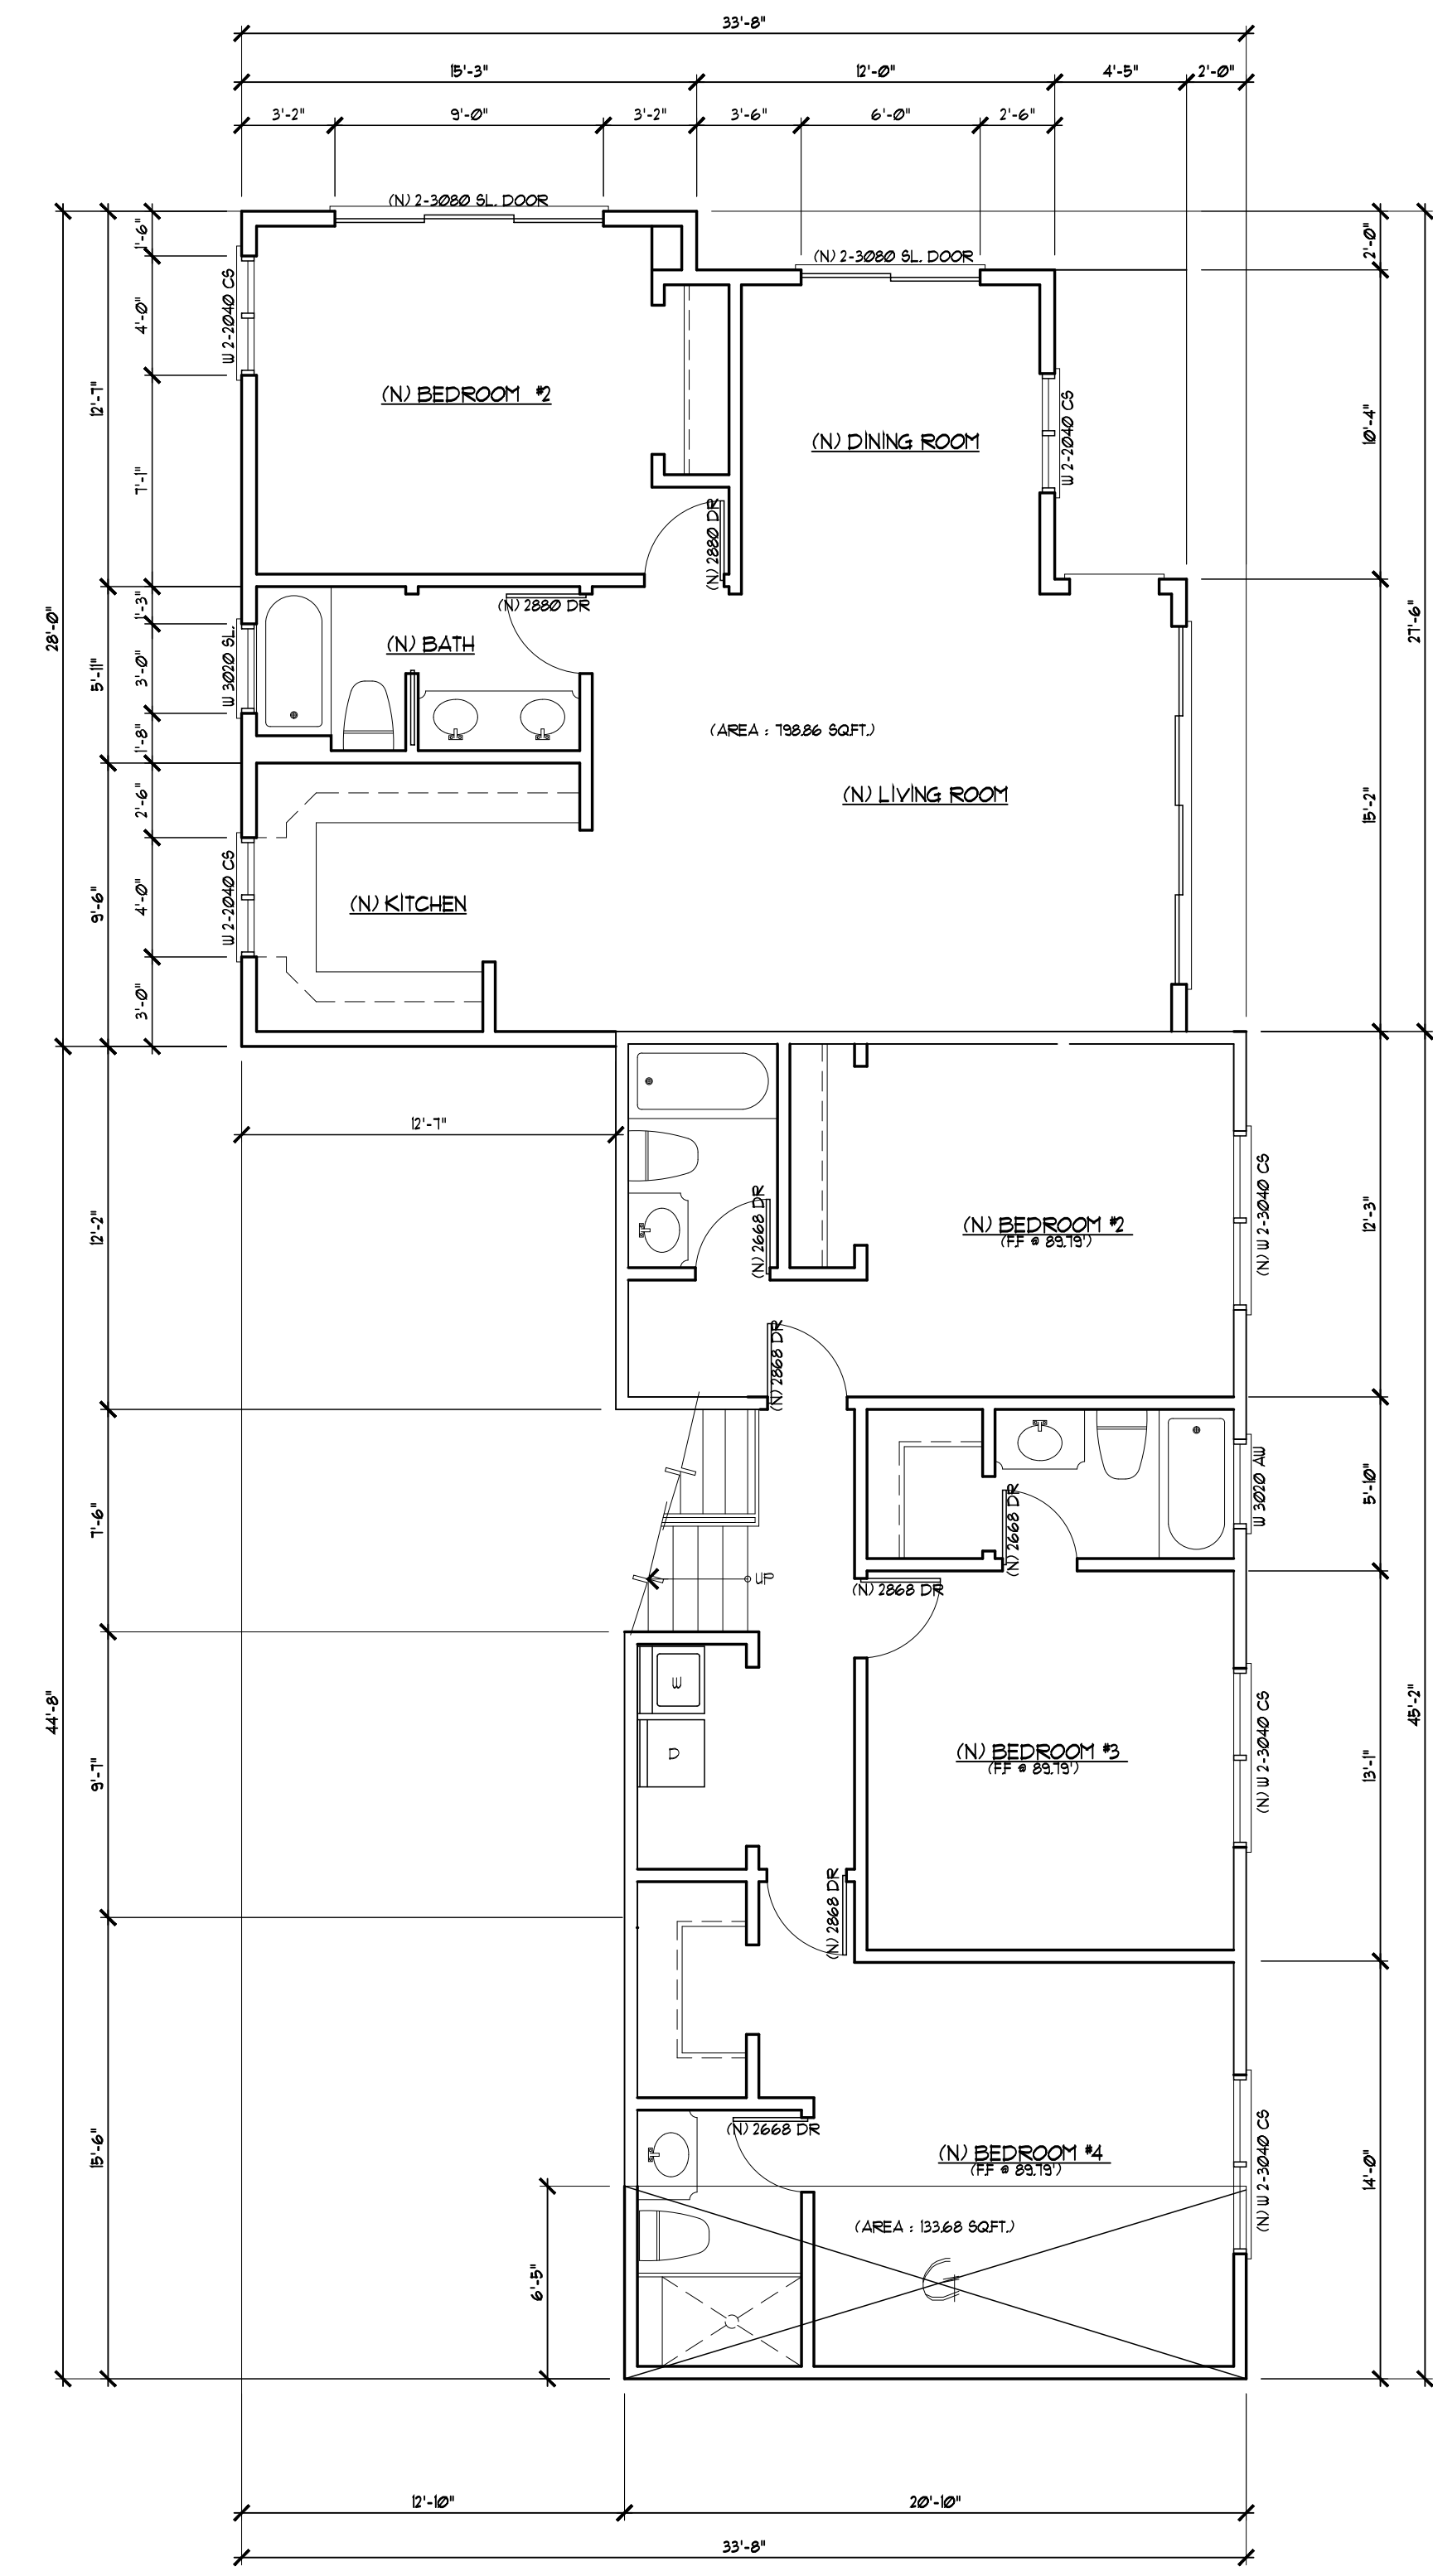 33'-8"
15'-3"
12'-0"
4'-5"
2'-0"
3'-2"
9'-0"
3'-2"
3'-6"
6'-0"
2'-6"
(N) 2-3080 SL. DOOR
(N) 2-3080 SL. DOOR
1'-6"
4'-0"
W 2-2040 CS
2'-0"
12'-7"
7'-1"
(N) BEDROOM #2
(N) DINING ROOM
W 2-2040 CS
10'-4"
(N) 2880 DR
(N) 2880 DR
28'-0"
27'-6"
1'-3"
5'-11"
3'-0"
W 3020 SL.
1'-8"
(N) BATH
(AREA : 798.86 SQ.FT.)
(N) LIVING ROOM
15'-2"
2'-6"
9'-6"
4'-0"
W 2-2040 CS
3'-0"
(N) KITCHEN
12'-7"
12'-2"
(N) 2668 DR
(N) BEDROOM #2
(F.F @ 89.79')
(N) W 2-3040 CS
12'-3"
(N) 2868 DR
7'-6"
UP
(N) 2668 DR
W 3020 AW
5'-10"
(N) 2868 DR
44'-8"
45'-2"
W
D
9'-7"
(N) BEDROOM #3
(F.F @ 89.79')
(N) W 2-3040 CS
13'-1"
(N) 2868 DR
15'-6"
(N) 2668 DR
(N) BEDROOM #4
(F.F @ 89.79')
(N) W 2-3040 CS
14'-0"
(AREA : 133.68 SQ.FT.)
6'-5"
12'-10"
20'-10"
33'-8"